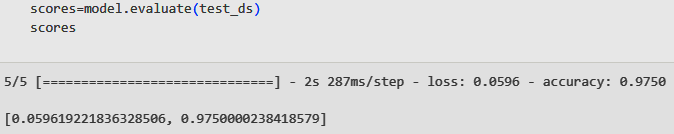 scores=model.evaluate(test_ds)
scores
5/5 [==============================] - 2s 287ms/step - loss: 0.0596 - accuracy: 0.9750
[0.059619221836328506, 0.9750000238418579]